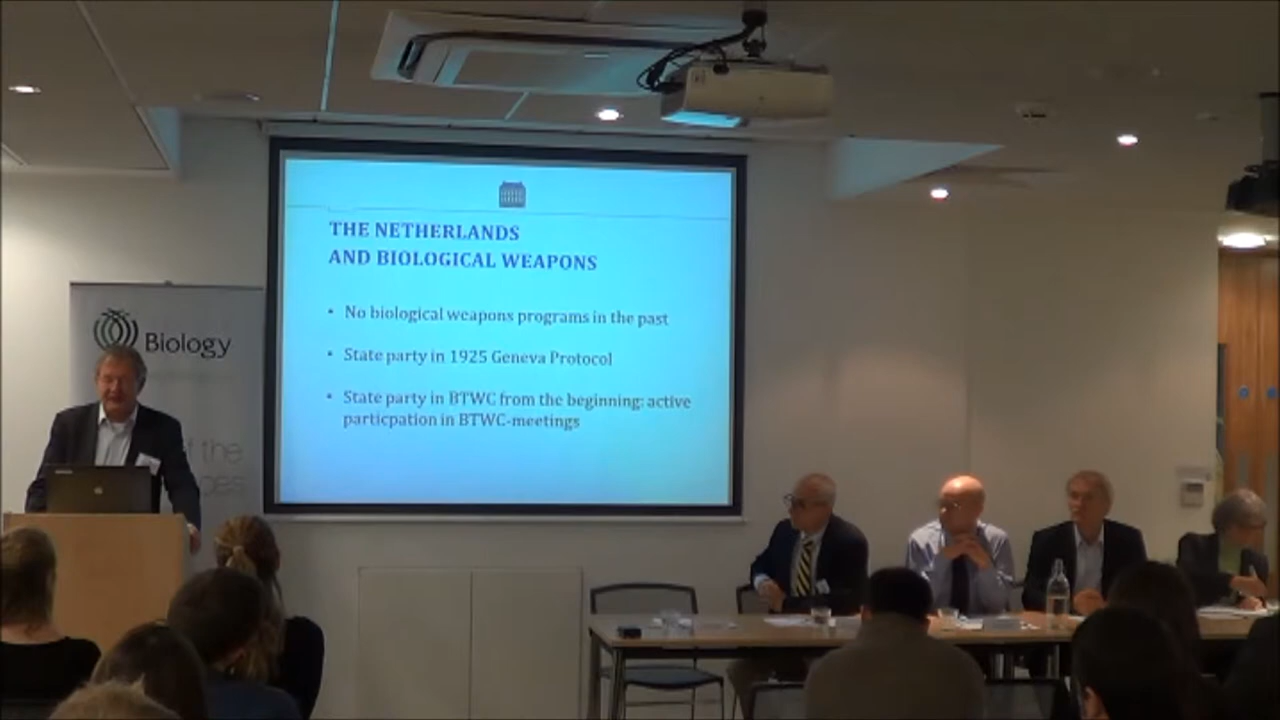 THE NETHERLANDS
AND BIOLOGICAL WEAPONS
• No biological weapons programs in the past
• State party in 1925 Geneva Protocol
• State party in BTWC from the beginning: active
particpation in BTWC-meetings
Biology
the